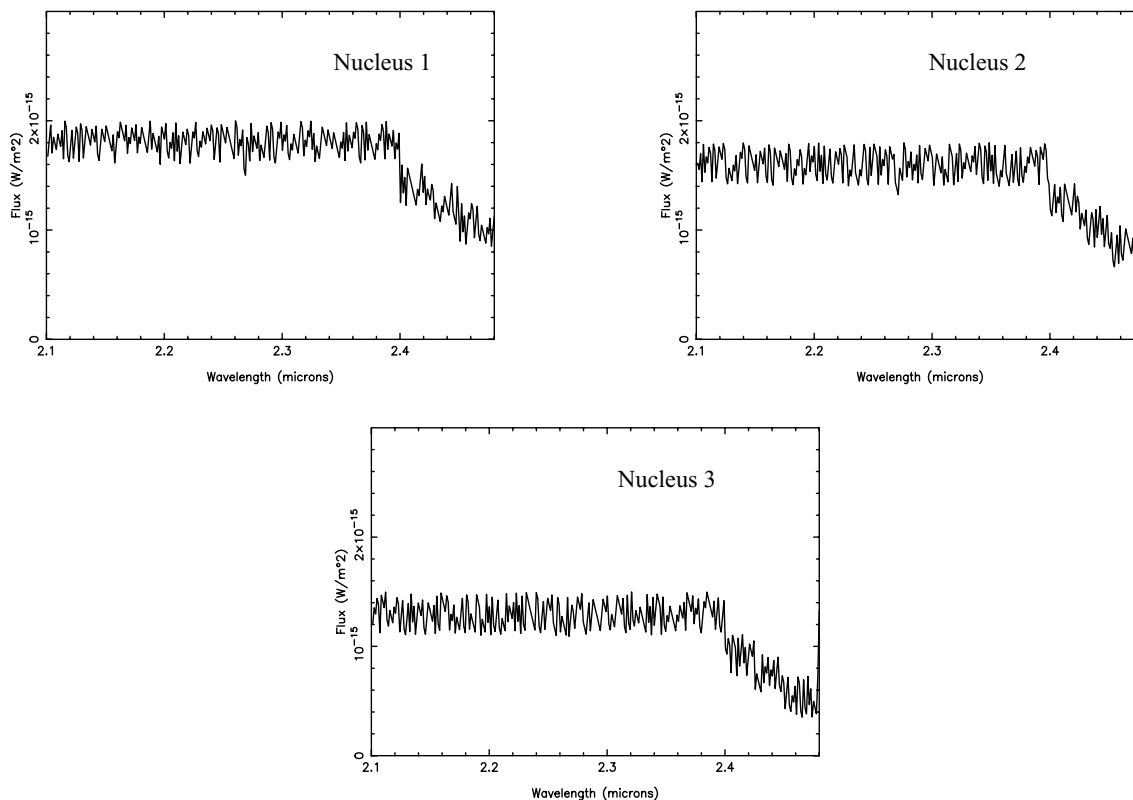 Nucleus 1
Flux (W/m^2)
0
10⁻¹⁵
2×10⁻¹⁵
2.1
2.2
2.3
2.4
Wavelength (microns)
Nucleus 2
Flux (W/m^2)
0
10⁻¹⁵
2×10⁻¹⁵
2.1
2.2
2.3
2.4
Wavelength (microns)
Nucleus 3
Flux (W/m^2)
0
10⁻¹⁵
2×10⁻¹⁵
2.1
2.2
2.3
2.4
Wavelength (microns)